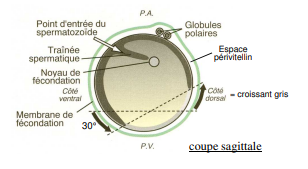 P.A.
Point d'entrée du
spermatozoïde
Globules
polaires
Traînée
spermatique
Espace
périvitellin
Noyau de
fécondation
Côté
ventral
Côté
dorsal
= croissant gris
Membrane de
fécondation
30°
P.V.
coupe sagittale